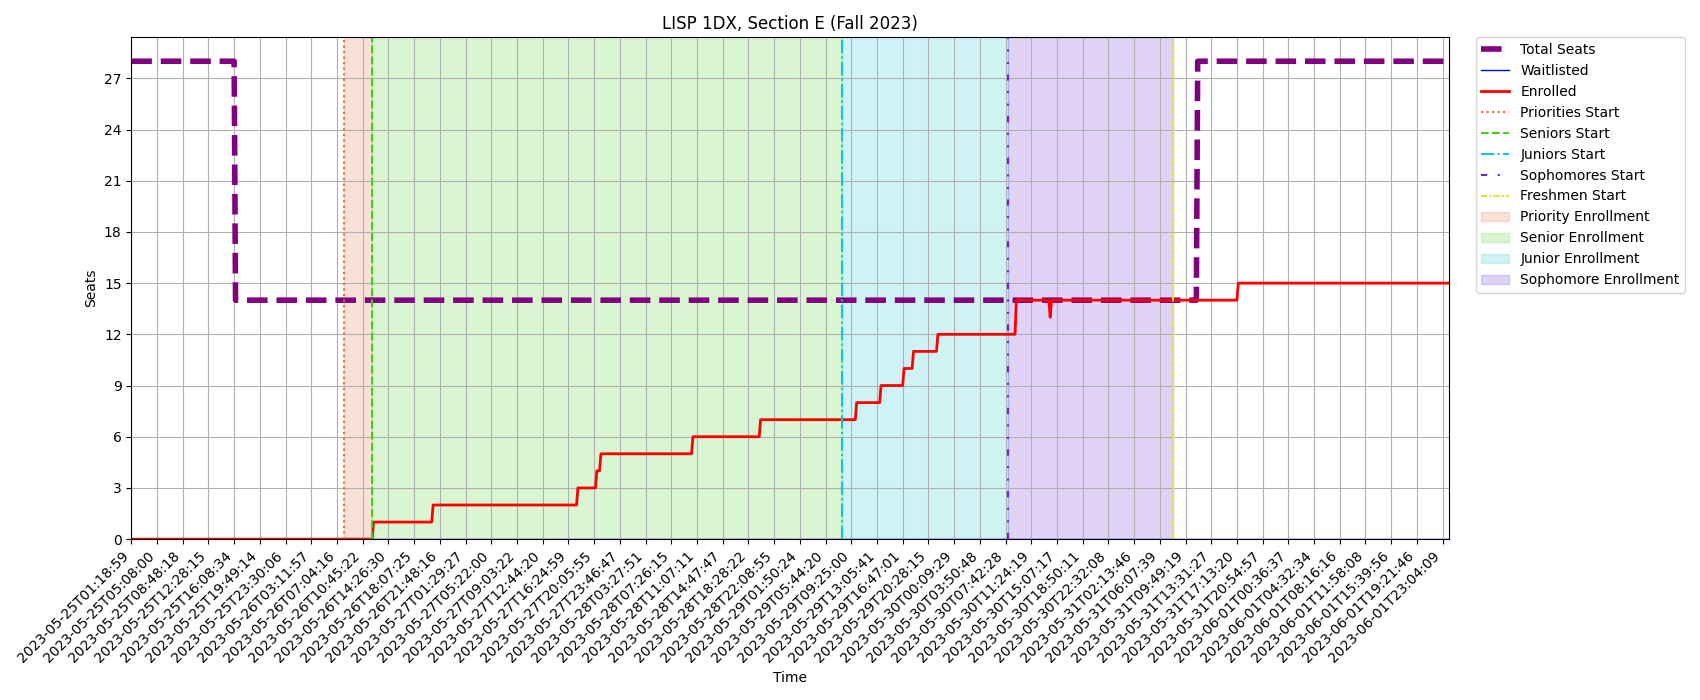 LISP 1DX, Section E (Fall 2023)
Total Seats
Waitlisted
Enrolled
Priorities Start
Seniors Start
Juniors Start
Sophomores Start
Freshmen Start
Priority Enrollment
Senior Enrollment
Junior Enrollment
Sophomore Enrollment
Seats
27
24
21
18
15
12
9
6
3
0
2023-05-25T01:18:59
2023-05-25T05:08:00
2023-05-25T08:48:18
2023-05-25T12:28:15
2023-05-25T16:08:34
2023-05-25T19:49:14
2023-05-25T23:30:06
2023-05-26T03:11:57
2023-05-26T07:04:16
2023-05-26T10:45:22
2023-05-26T14:26:30
2023-05-26T18:07:25
2023-05-26T21:48:16
2023-05-27T01:29:27
2023-05-27T05:22:00
2023-05-27T09:03:22
2023-05-27T12:44:20
2023-05-27T16:24:59
2023-05-27T20:05:55
2023-05-27T23:46:47
2023-05-28T03:27:51
2023-05-28T07:26:15
2023-05-28T11:07:11
2023-05-28T14:47:47
2023-05-28T18:28:22
2023-05-28T22:08:55
2023-05-29T01:50:24
2023-05-29T05:44:20
2023-05-29T09:25:00
2023-05-29T13:05:41
2023-05-29T16:47:01
2023-05-29T20:28:15
2023-05-30T00:09:29
2023-05-30T03:50:48
2023-05-30T07:42:28
2023-05-30T11:24:19
2023-05-30T15:07:17
2023-05-30T18:50:11
2023-05-30T22:32:08
2023-05-31T02:13:46
2023-05-31T06:07:39
2023-05-31T09:49:19
2023-05-31T13:31:27
2023-05-31T17:13:20
2023-05-31T20:54:57
2023-06-01T00:36:37
2023-06-01T04:32:34
2023-06-01T08:16:16
2023-06-01T11:58:08
2023-06-01T15:39:56
2023-06-01T19:21:46
2023-06-01T23:04:09
Time